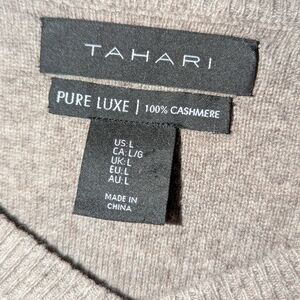 TAHARI
PURE LUXE | 100% CASHMERE
US: L
CA: L/G
UK: L
EU: L
AU: L
MADE IN
CHINA